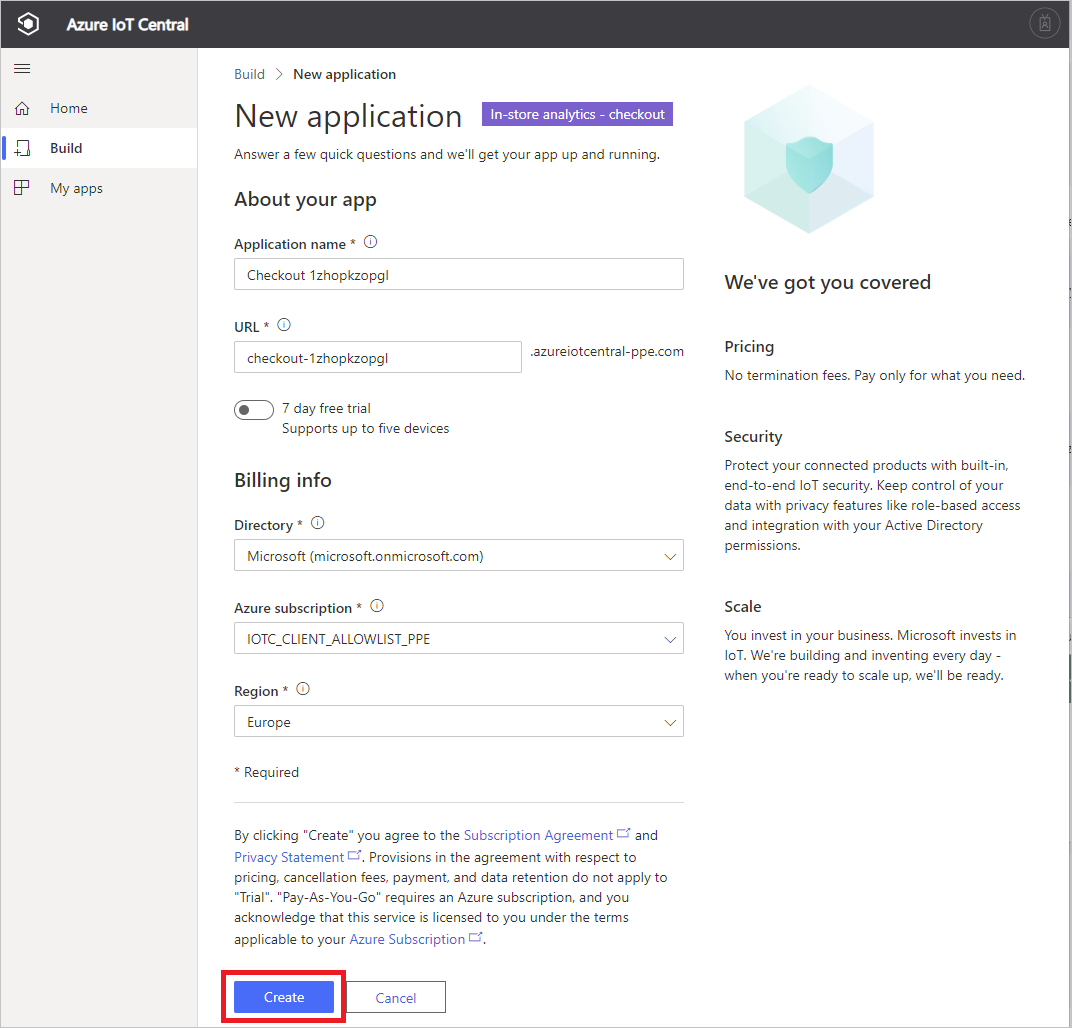 Azure IoT Central
Home
Build
My apps
Build > New application
New application
In-store analytics - checkout
Answer a few quick questions and we'll get your app up and running.
About your app
Application name *
Checkout 1zhopkzopgl
URL *
checkout-1zhopkzopgl
.azureiotcentral-ppe.com
7 day free trial
Supports up to five devices
Billing info
Directory *
Microsoft (microsoft.onmicrosoft.com)
Azure subscription *
IOTC_CLIENT_ALLOWLIST_PPE
Region *
Europe
* Required
By clicking "Create" you agree to the Subscription Agreement and
Privacy Statement. Provisions in the agreement with respect to
pricing, cancellation fees, payment, and data retention do not apply to
"Trial". "Pay-As-You-Go" requires an Azure subscription, and you
acknowledge that this service is licensed to you under the terms
applicable to your Azure Subscription.
Create
Cancel
We've got you covered
Pricing
No termination fees. Pay only for what you need.
Security
Protect your connected products with built-in,
end-to-end IoT security. Keep control of your
data with privacy features like role-based access
and integration with your Active Directory
permissions.
Scale
You invest in your business. Microsoft invests in
IoT. We're building and inventing every day -
when you're ready to scale up, we'll be ready.